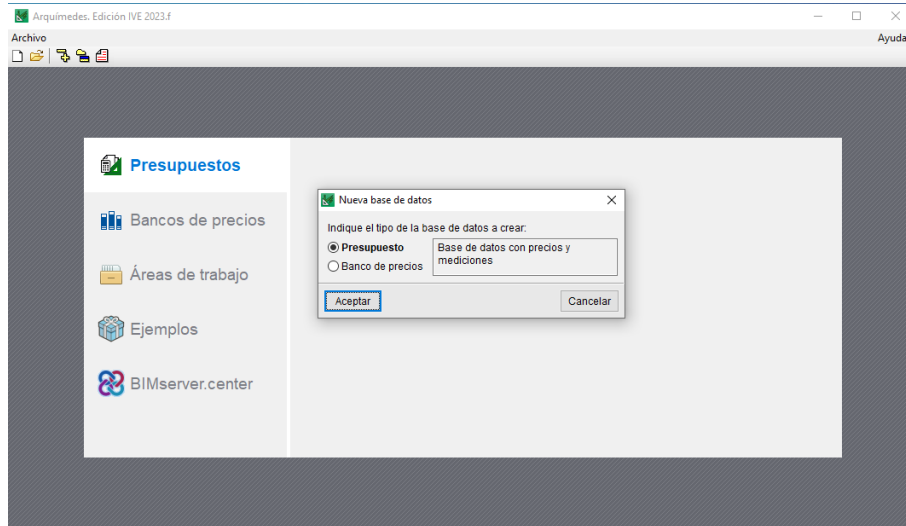 Arquímedes. Edición IVE 2023.f
Archivo
Ayuda
Presupuestos
Bancos de precios
Áreas de trabajo
Ejemplos
BIMserver.center
Nueva base de datos
Indique el tipo de la base de datos a crear:
Presupuesto
Banco de precios
Base de datos con precios y
mediciones
Aceptar
Cancelar